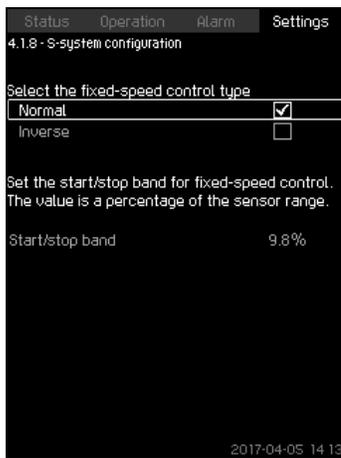 Status Operation Alarm Settings
4.1.8 - S-system configuration
Select the fixed-speed control type
Normal
Inverse
Set the start/stop band for fixed-speed control.
The value is a percentage of the sensor range.
Start/stop band 9.8%
2017-04-05 14:13